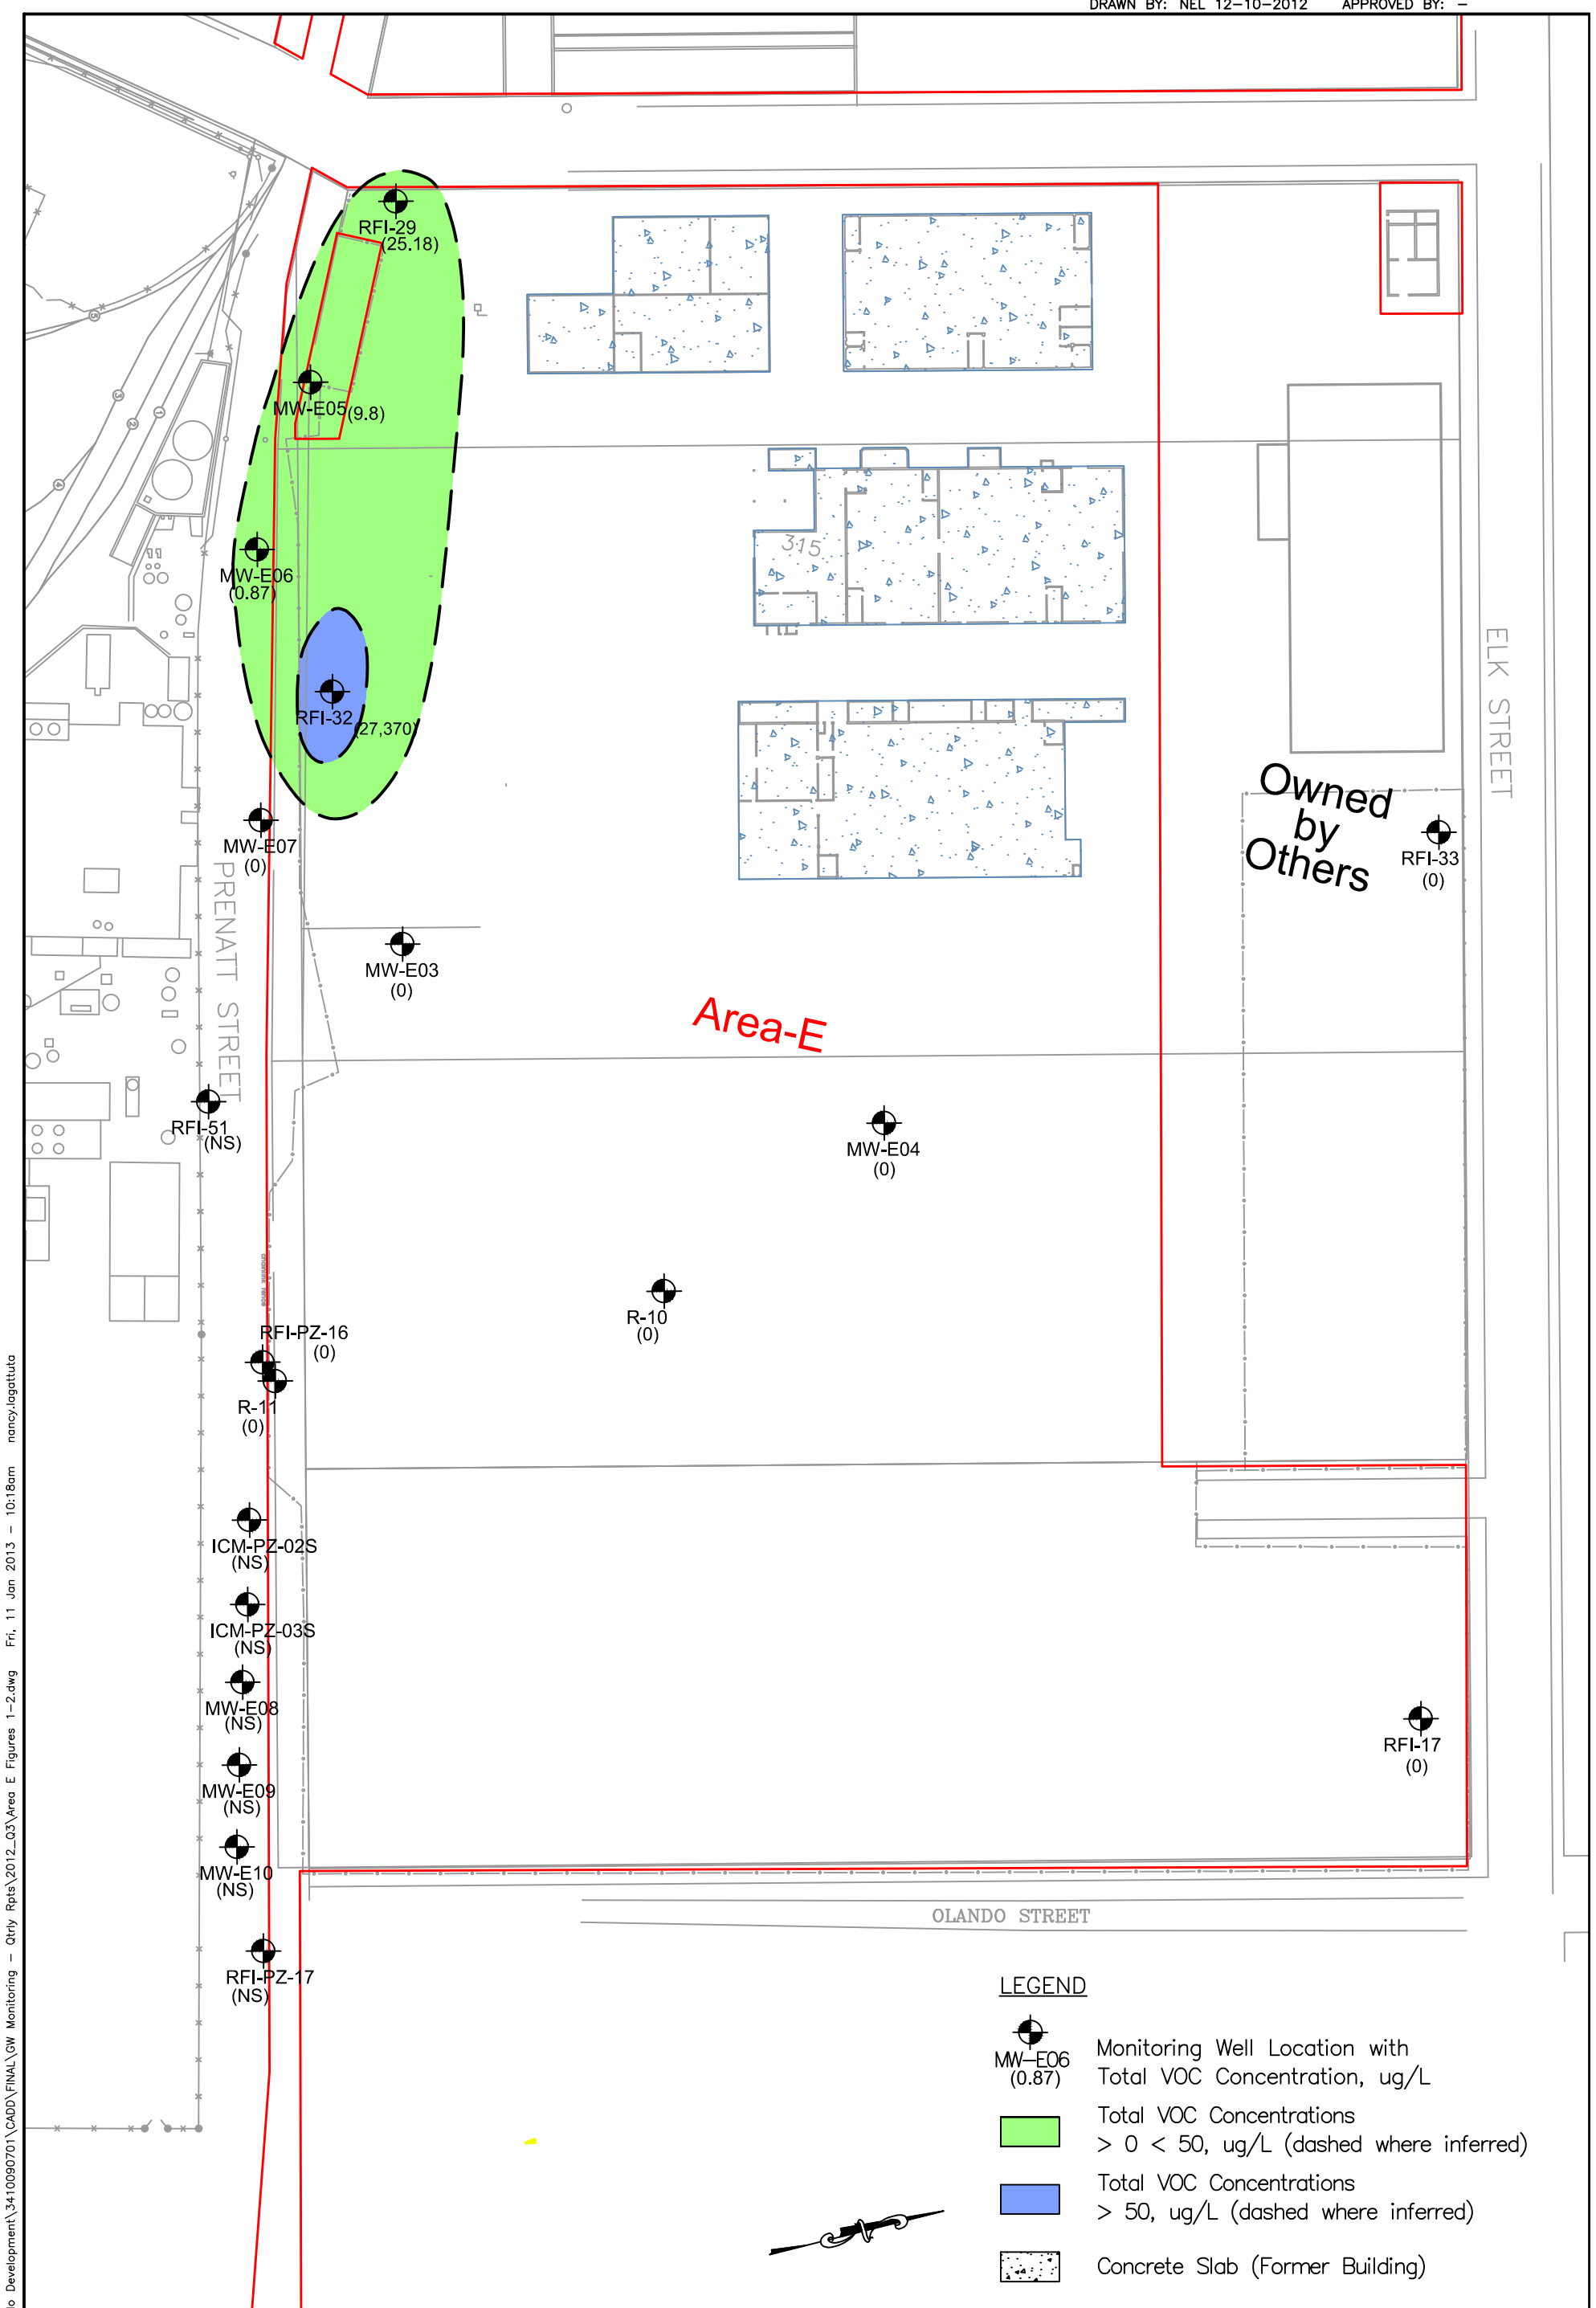 DRAWN BY: NEL 12-10-2012 APPROVED BY: -
RFI-29
(25.18)
MW-E05 (9.8)
MW-E06
(0.87)
RFI-32 (27,370)
MW-E07
(0)
MW-E03
(0)
315
ELK STREET
Owned
by
Others
RFI-33
(0)
PRENATT STREET
Area-E
RFI-51
(NS)
MW-E04
(0)
R-10
(0)
RFI-PZ-16
(0)
R-11
(0)
ICM-PZ-02S
(NS)
ICM-PZ-03S
(NS)
MW-E08
(NS)
MW-E09
(NS)
MW-E10
(NS)
RFI-PZ-17
(NS)
RFI-17
(0)
OLANDO STREET
1
2
3
4
5
LEGEND
MW-E06
(0.87)
Monitoring Well Location with
Total VOC Concentration, ug/L
Total VOC Concentrations
> 0 < 50, ug/L (dashed where inferred)
Total VOC Concentrations
> 50, ug/L (dashed where inferred)
Concrete Slab (Former Building)
Development\3410090701\CADD\FINAL\GW Monitoring - Qtrly Rpts\2012_Q3\Area E Figures 1-2.dwg Fri, 11 Jan 2013 - 10:18am nancy.lagattuta